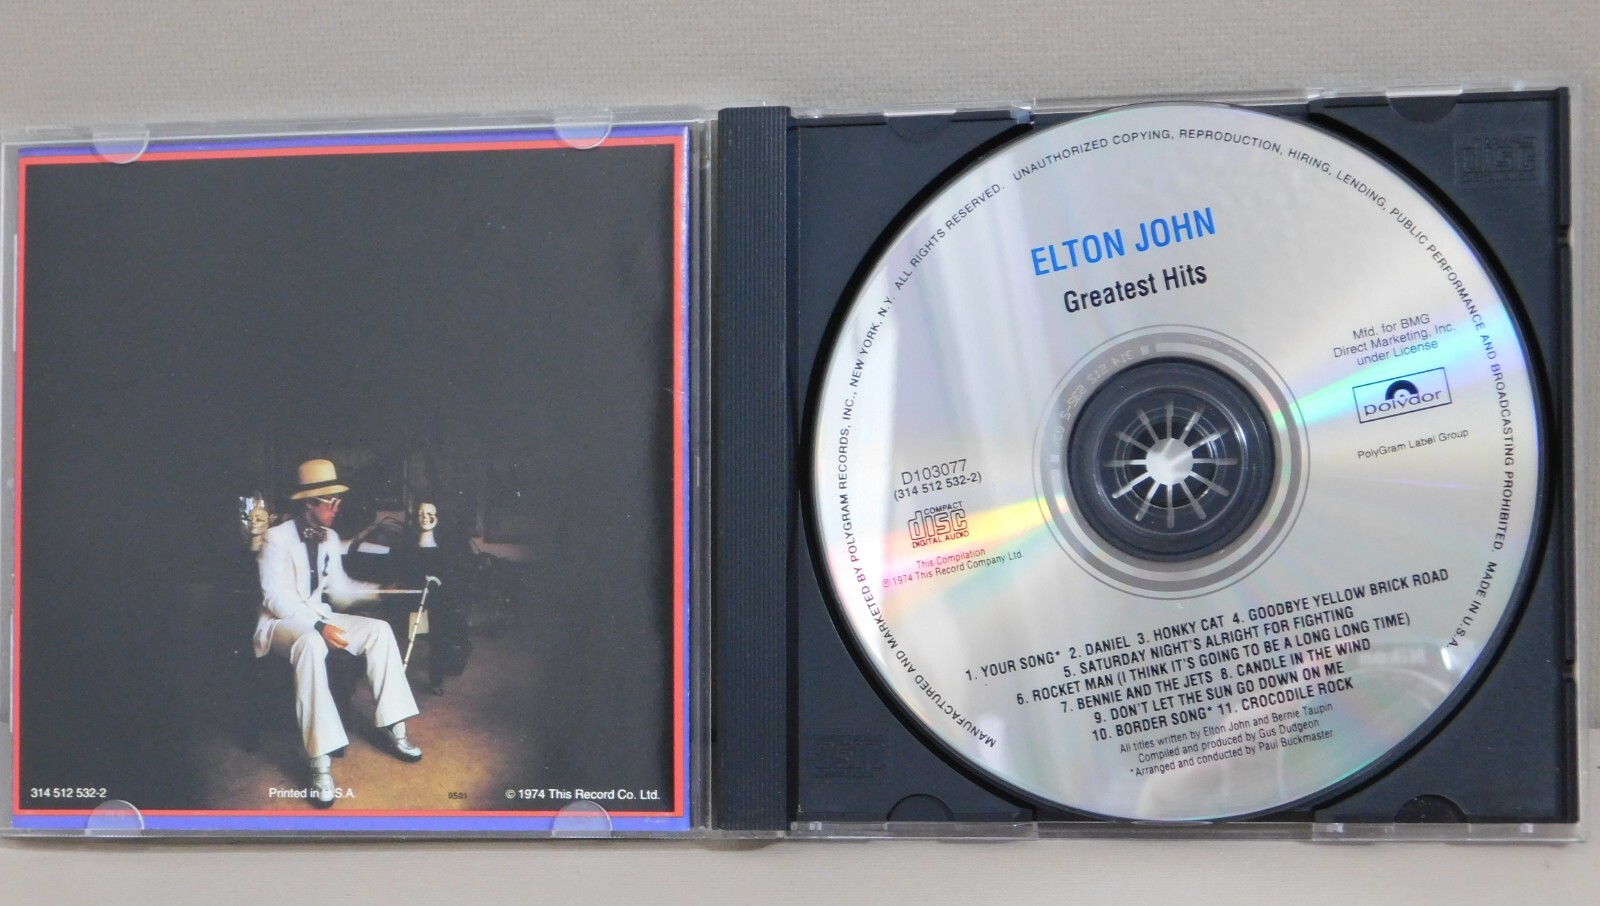 314 512 532-2
Printed in U.S.A.
0501
© 1974 This Record Co. Ltd.
MANUFACTURED AND MARKETED BY POLYGRAM RECORDS, INC., NEW YORK, N.Y. ALL RIGHTS RESERVED. UNAUTHORIZED COPYING, REPRODUCTION, HIRING, LENDING, PUBLIC PERFORMANCE AND BROADCASTING PROHIBITED. MADE IN U.S.A.
ELTON JOHN
Greatest Hits
Mfd. for BMG
Direct Marketing, Inc.
under License
polydor
PolyGram Label Group
D103077
(314 512 532-2)
COMPACT
disc
DIGITAL AUDIO
This Compilation
℗ 1974 This Record Company Ltd.
1. YOUR SONG* 2. DANIEL 3. HONKY CAT 4. GOODBYE YELLOW BRICK ROAD
5. SATURDAY NIGHT'S ALRIGHT FOR FIGHTING
6. ROCKET MAN (I THINK IT'S GOING TO BE A LONG LONG TIME)
7. BENNIE AND THE JETS 8. CANDLE IN THE WIND
9. DON'T LET THE SUN GO DOWN ON ME
10. BORDER SONG* 11. CROCODILE ROCK
All titles written by Elton John and Bernie Taupin
Compiled and produced by Gus Dudgeon
*Arranged and conducted by Paul Buckmaster
disc